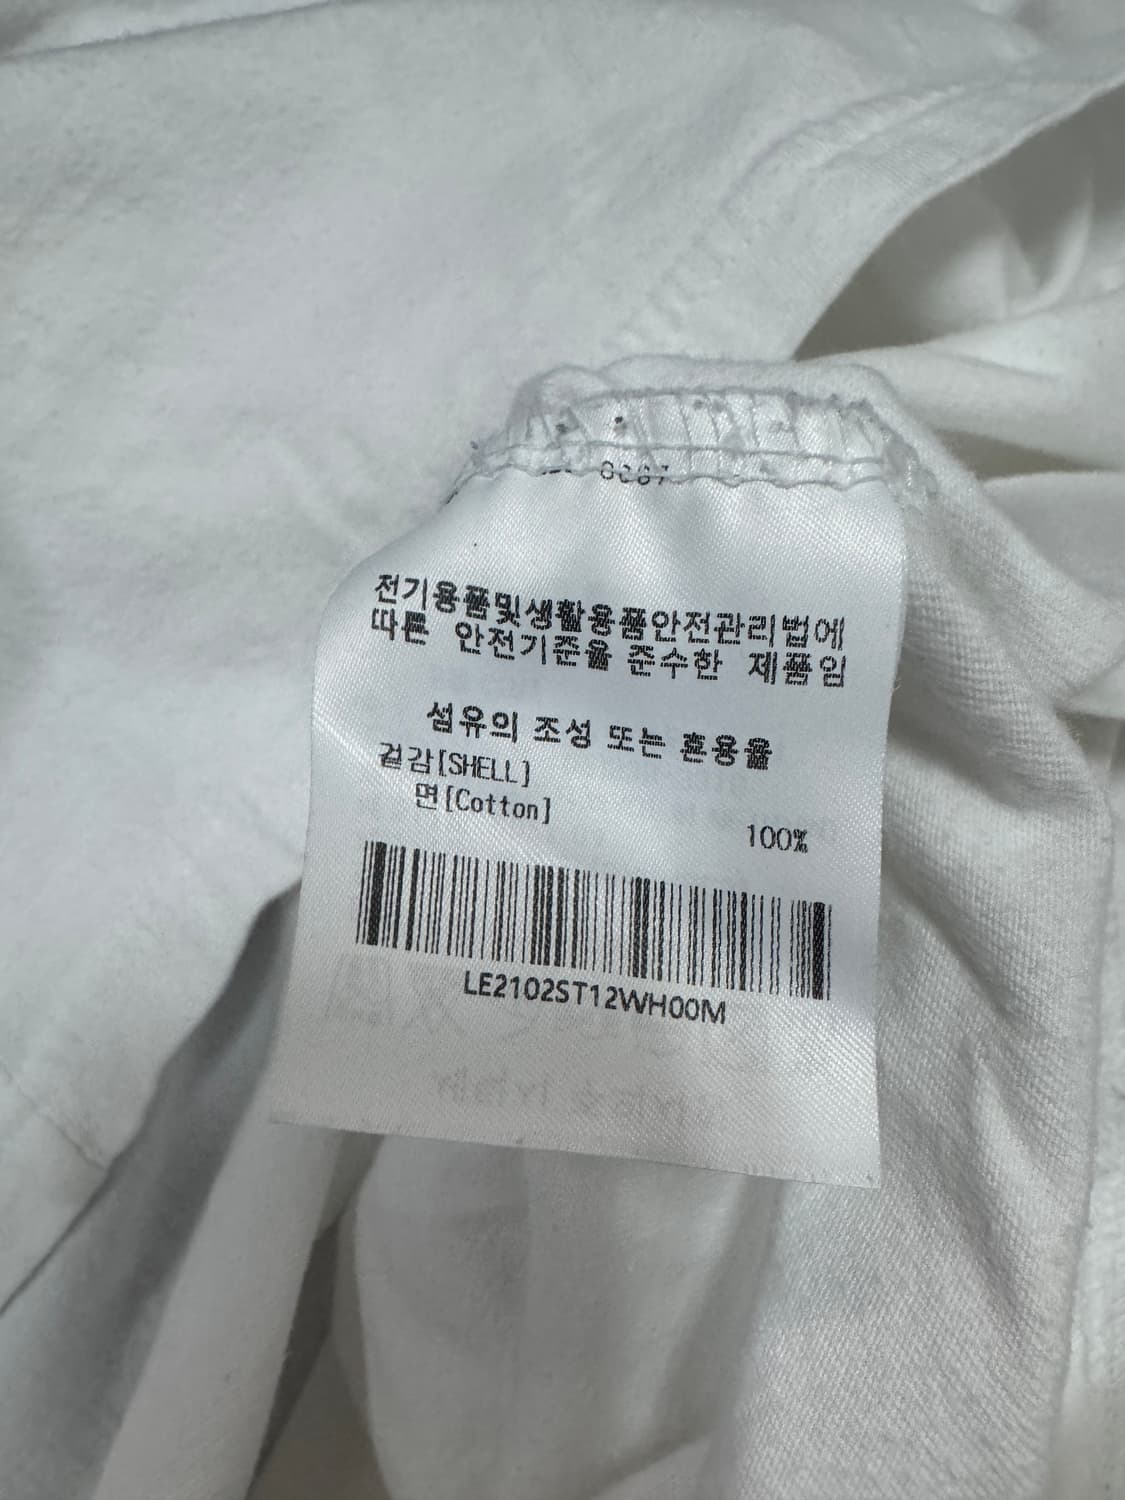 전기용품및생활용품안전관리법에
따른 안전기준을 준수한 제품임
섬유의 조성 또는 혼용율
겉감[SHELL]
면[Cotton]
100%
LE2102ST12WH00M